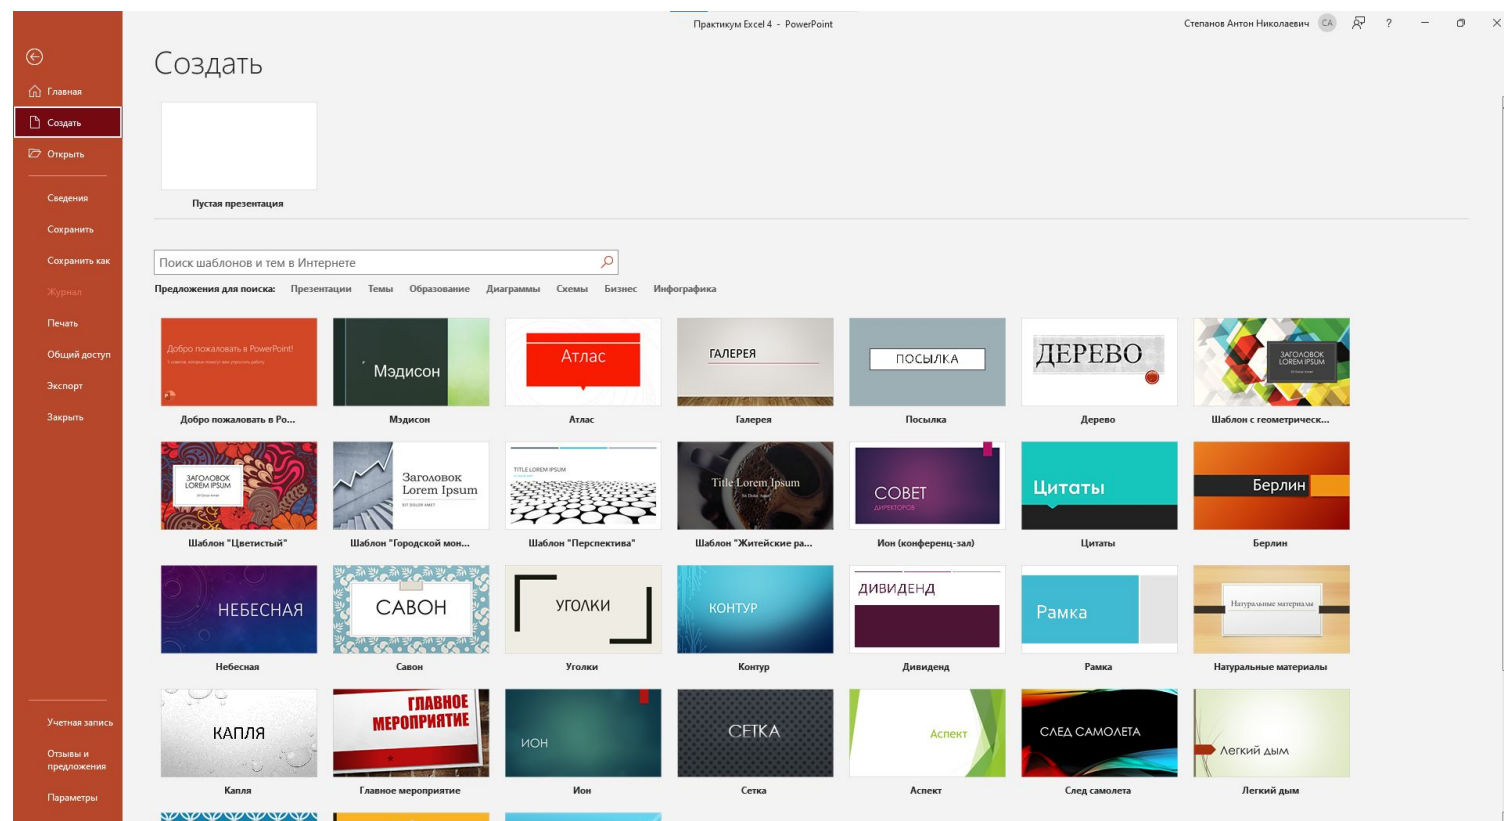 Практикум Excel 4 - PowerPoint
Степанов Антон Николаевич
СА
?
Создать
Главная
Создать
Открыть
Сведения
Сохранить
Сохранить как
Журнал
Печать
Общий доступ
Экспорт
Закрыть
Учетная запись
Отзывы и
предложения
Параметры
Пустая презентация
Поиск шаблонов и тем в Интернете
Предложения для поиска: Презентации Темы Образование Диаграммы Схемы Бизнес Инфографика
Добро пожаловать в PowerPoint!
Мэдисон
Атлас
ГАЛЕРЕЯ
ПОСЫЛКА
ДЕРЕВО
ЗАГОЛОВОК
LOREM IPSUM
Добро пожаловать в Po...
Мэдисон
Атлас
Галерея
Посылка
Дерево
Шаблон с геометрическ...
ЗАГОЛОВОК
LOREM IPSUM
Заголовок
Lorem Ipsum
SIT DOLOR AMET
TITLE LOREM IPSUM
Title Lorem Ipsum
Sit Dolor Amet
СОВЕТ
ДИРЕКТОРОВ
Цитаты
Берлин
Шаблон "Цветистый"
Шаблон "Городской мон...
Шаблон "Перспектива"
Шаблон "Житейские ра...
Ион (конференц-зал)
Цитаты
Берлин
НЕБЕСНАЯ
САВОН
УГОЛКИ
КОНТУР
ДИВИДЕНД
Рамка
Натуральные материалы
Небесная
Савон
Уголки
Контур
Дивиденд
Рамка
Натуральные материалы
КАПЛЯ
ГЛАВНОЕ
МЕРОПРИЯТИЕ
ИОН
СЕТКА
Аспект
СЛЕД САМОЛЕТА
Легкий дым
Капля
Главное мероприятие
Ион
Сетка
Аспект
След самолета
Легкий дым